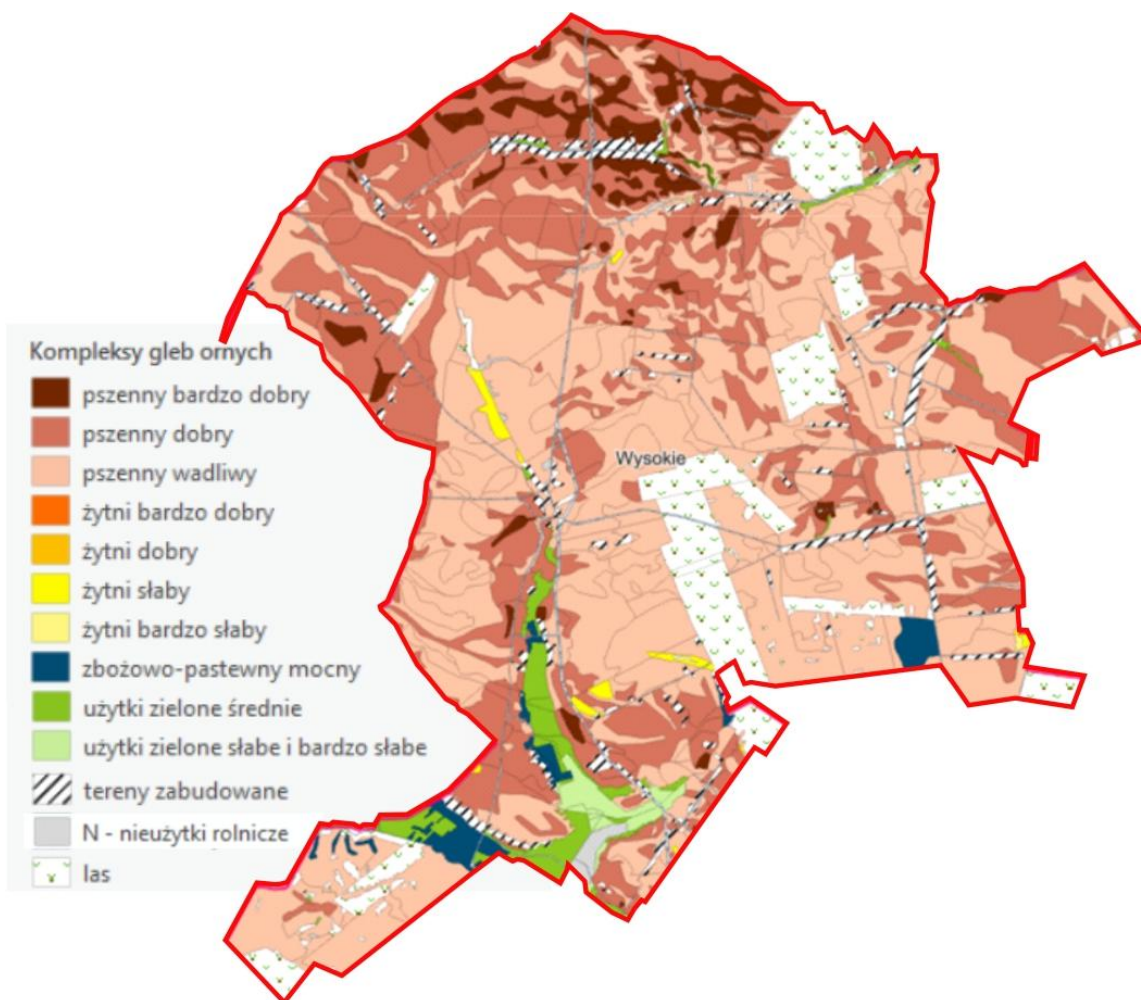 Wysokie
Kompleksy gleb ornych
pszenny bardzo dobry
pszenny dobry
pszenny wadliwy
żytni bardzo dobry
żytni dobry
żytni słaby
żytni bardzo słaby
zbożowo-pastewny mocny
użytki zielone średnie
użytki zielone słabe i bardzo słabe
tereny zabudowane
N - nieużytki rolnicze
las